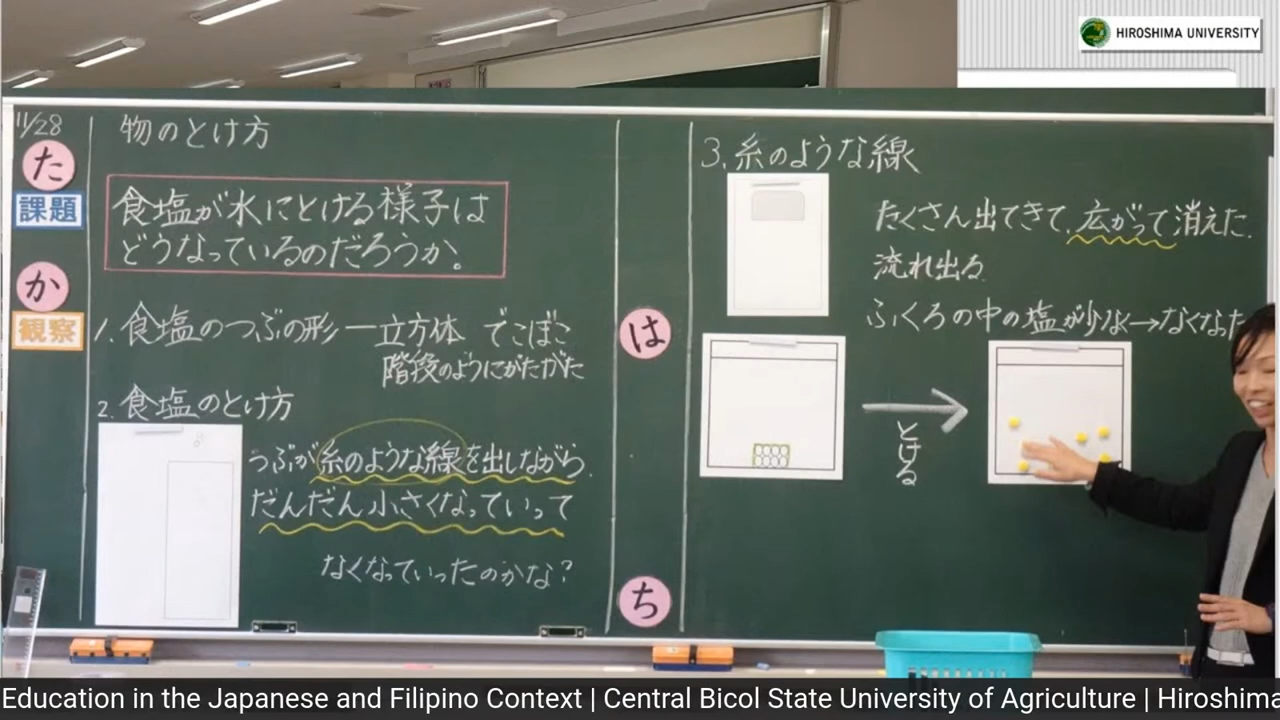 HIROSHIMA UNIVERSITY
11/28
物のとけ方
た
課題
食塩が水にとける様子は
どうなっているのだろうか。
か
観察
1.食塩のつぶの形ー立方体 でこぼこ
階段のようにがたがた
2.食塩のとけ方
つぶが糸のような線を出しながら.
だんだん小さくなっていって
なくなっていったのかな?
は
ち
3.糸のような線
たくさん出てきて、広がって消えた.
流れ出る
ふくろの中の塩が少なく→なくなた
とける
Education in the Japanese and Filipino Context | Central Bicol State University of Agriculture | Hiroshima